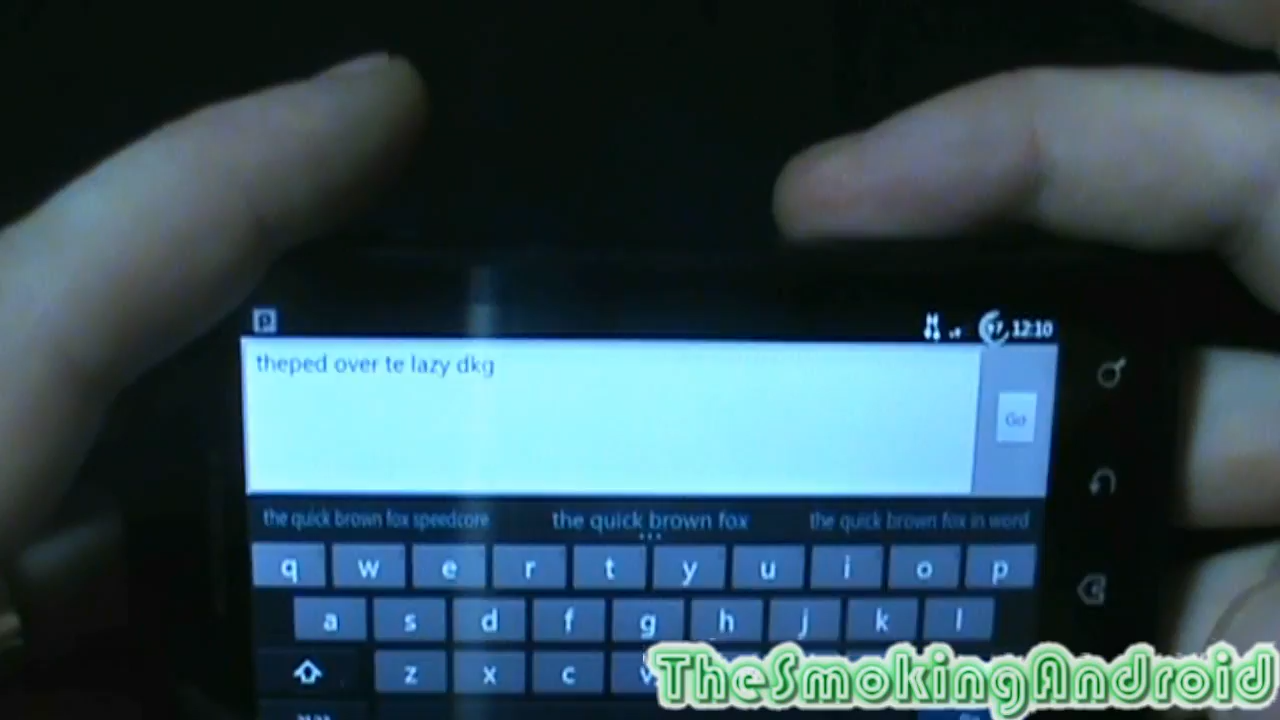 12:10
theped over te lazy dkg
Go
the quick brown fox speedcore the quick brown fox the quick brown fox in word
q w e r t y u i o p
a s d f g h j k l
z x c
TheSmokingAndroid